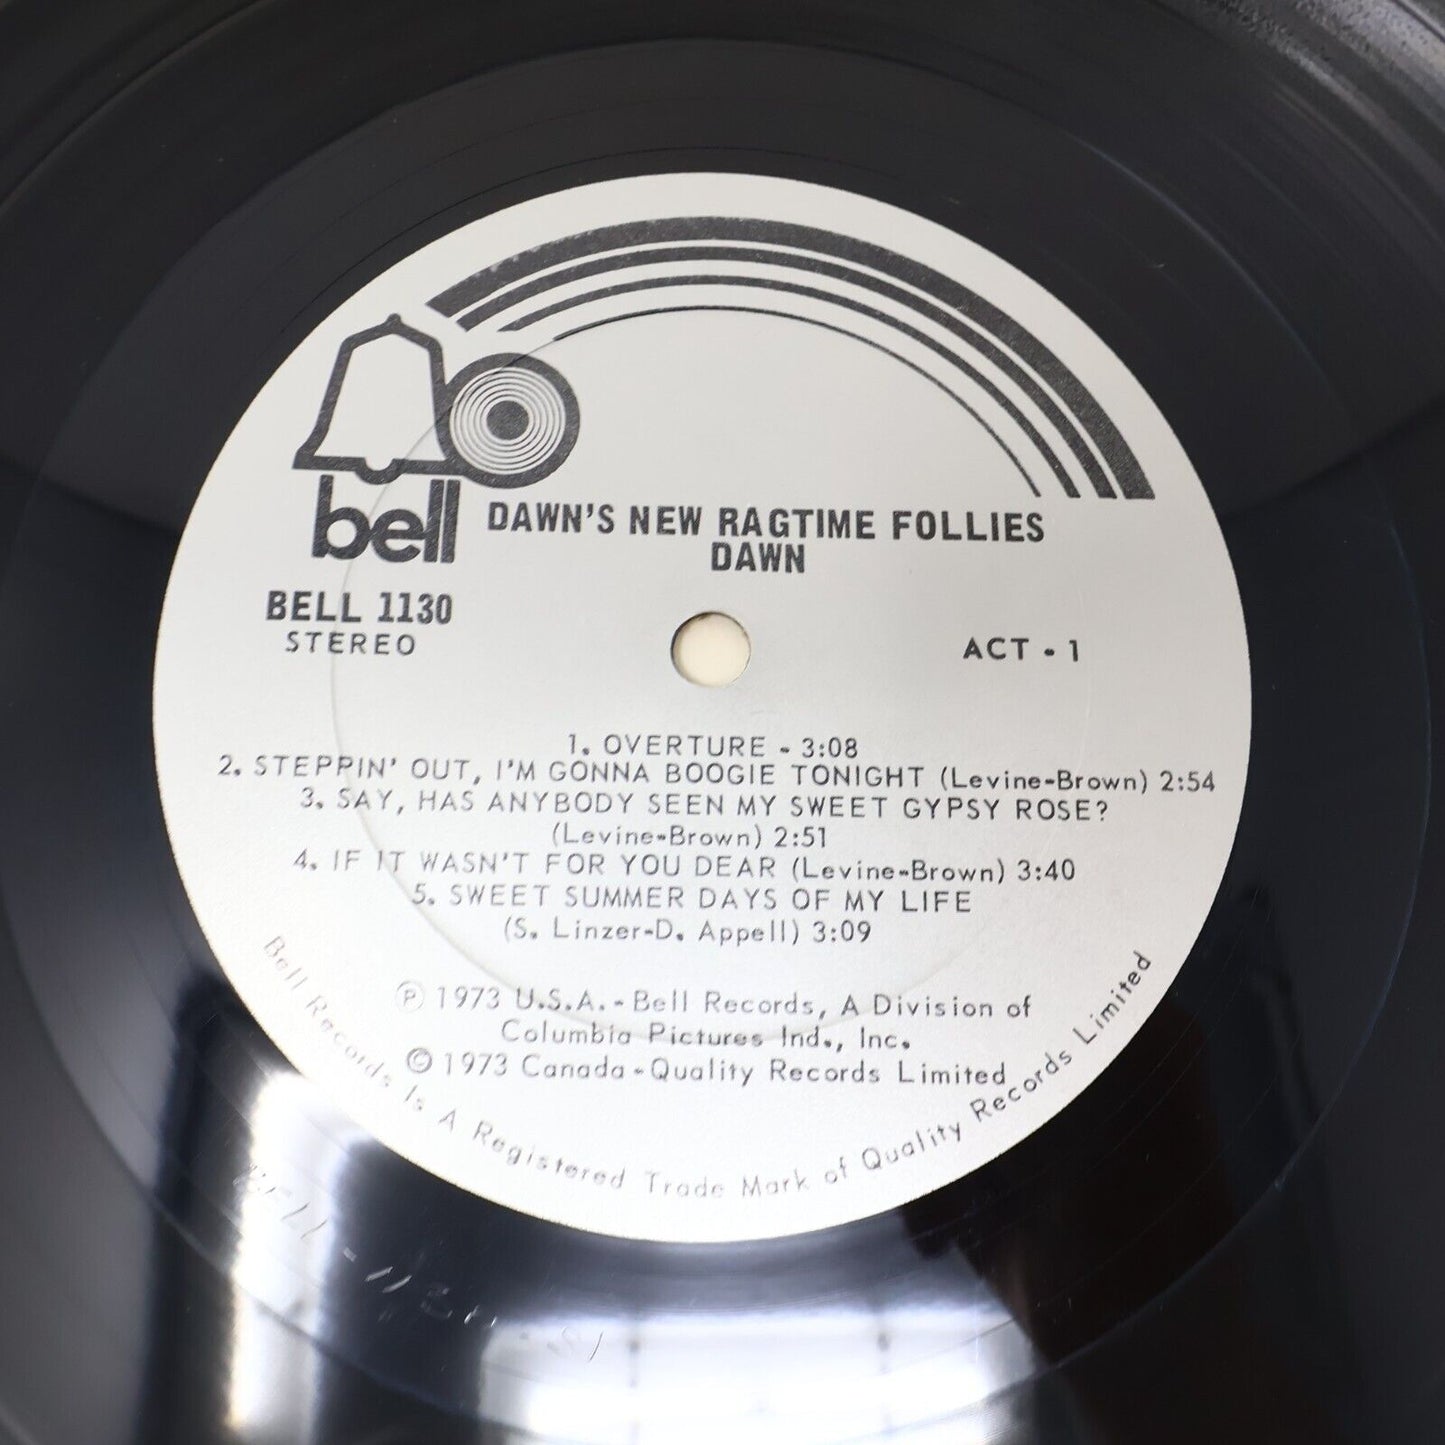 bell
DAWN'S NEW RAGTIME FOLLIES
DAWN
BELL 1130
STEREO
ACT - 1
1. OVERTURE - 3:08
2. STEPPIN' OUT, I'M GONNA BOOGIE TONIGHT (Levine-Brown) 2:54
3. SAY, HAS ANYBODY SEEN MY SWEET GYPSY ROSE?
(Levine-Brown) 2:51
4. IF IT WASN'T FOR YOU DEAR (Levine-Brown) 3:40
5. SWEET SUMMER DAYS OF MY LIFE
(S. Linzer-D. Appell) 3:09
Ⓟ 1973 U.S.A. - Bell Records, A Division of
Columbia Pictures Ind., Inc.
© 1973 Canada - Quality Records Limited
Bell Records Is A Registered Trade Mark of Quality Records Limited